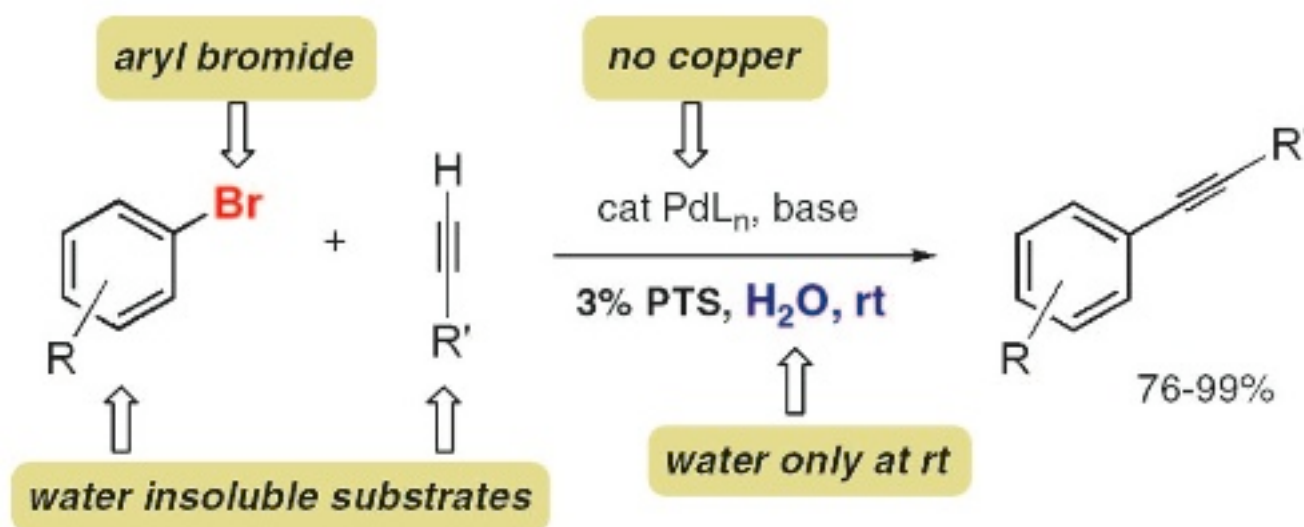 aryl bromide
no copper
Br
+
H
R'
R
cat PdLn, base
3% PTS, H2O, rt
R'
R
76-99%
water insoluble substrates
water only at rt